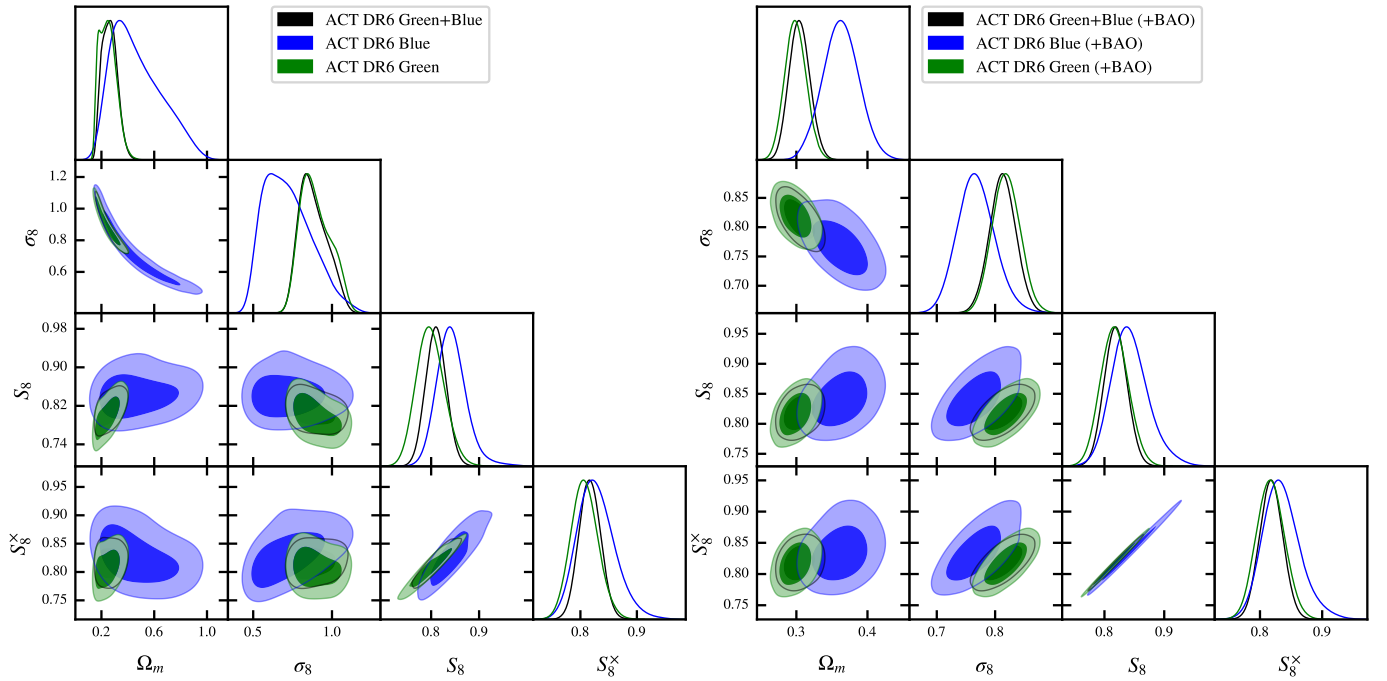 ACT DR6 Green+Blue
ACT DR6 Blue
ACT DR6 Green
1.2
1.0
0.8
0.6
σ₈
0.98
0.90
0.82
0.74
S₈
0.95
0.85
0.75
S₈^×
0.2 0.6 1.0
0.5 1.0
0.8 0.9
0.8 0.9
Ωₘ σ₈ S₈ S₈^×
ACT DR6 Green+Blue (+BAO)
ACT DR6 Blue (+BAO)
ACT DR6 Green (+BAO)
0.85
0.80
0.75
0.70
σ₈
0.95
0.90
0.85
0.80
0.75
S₈
0.95
0.90
0.85
0.80
0.75
S₈^×
0.3 0.4
0.7 0.8
0.8 0.9
0.8 0.9
Ωₘ σ₈ S₈ S₈^×